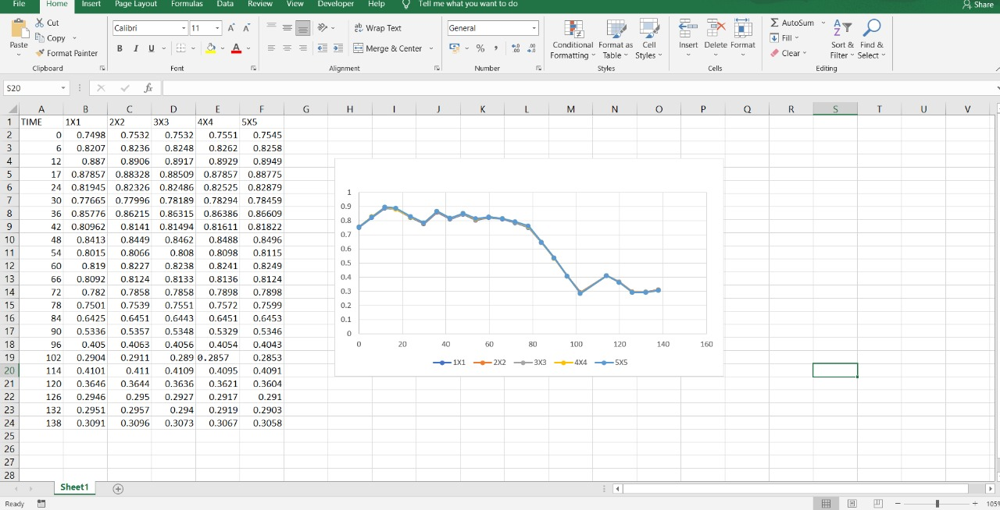 File Home Insert Page Layout Formulas Data Review View Developer Help Tell me what you want to do Share
Cut
Copy
Format Painter
Paste
Clipboard
Calibri 11 A A
B I U A
Font
ab Wrap Text
Merge & Center
Alignment
General
% ,
Number
Conditional Formatting
Format as Table
Cell Styles
Styles
Insert Delete Format
Cells
AutoSum
Fill
Clear
Sort & Filter
Find & Select
Editing
S20 fx
A B C D E F G H I J K L M N O P Q R S T U V
1 TIME 1X1 2X2 3X3 4X4 5X5
2 0 0.7498 0.7532 0.7532 0.7551 0.7545
3 6 0.8207 0.8236 0.8248 0.8262 0.8258
4 12 0.887 0.8906 0.8917 0.8929 0.8949
5 17 0.87857 0.88328 0.88509 0.87857 0.88775
6 24 0.81945 0.82326 0.82486 0.82525 0.82879
7 30 0.77665 0.77996 0.78189 0.78294 0.78459
8 36 0.85776 0.86215 0.86315 0.86386 0.86609
9 42 0.80962 0.8141 0.81494 0.81611 0.81822
10 48 0.8413 0.8449 0.8462 0.8488 0.8496
11 54 0.8015 0.8066 0.808 0.8098 0.8115
12 60 0.819 0.8227 0.8238 0.8241 0.8249
13 66 0.8092 0.8124 0.8133 0.8136 0.8124
14 72 0.782 0.7858 0.7858 0.7898 0.7898
15 78 0.7501 0.7539 0.7551 0.7572 0.7599
16 84 0.6425 0.6451 0.6443 0.6451 0.6453
17 90 0.5336 0.5357 0.5348 0.5329 0.5346
18 96 0.405 0.4063 0.4056 0.4054 0.4043
19 102 0.2904 0.2911 0.289 0.2857 0.2853
20 114 0.4101 0.411 0.4109 0.4095 0.4091
21 120 0.3646 0.3644 0.3636 0.3621 0.3604
22 126 0.2946 0.295 0.2927 0.2917 0.291
23 132 0.2951 0.2957 0.294 0.2919 0.2903
24 138 0.3091 0.3096 0.3073 0.3067 0.3058
25
26
27
28
1
0.9
0.8
0.7
0.6
0.5
0.4
0.3
0.2
0.1
0
0 20 40 60 80 100 120 140 160
1X1 2X2 3X3 4X4 5X5
Sheet1
Ready 105%